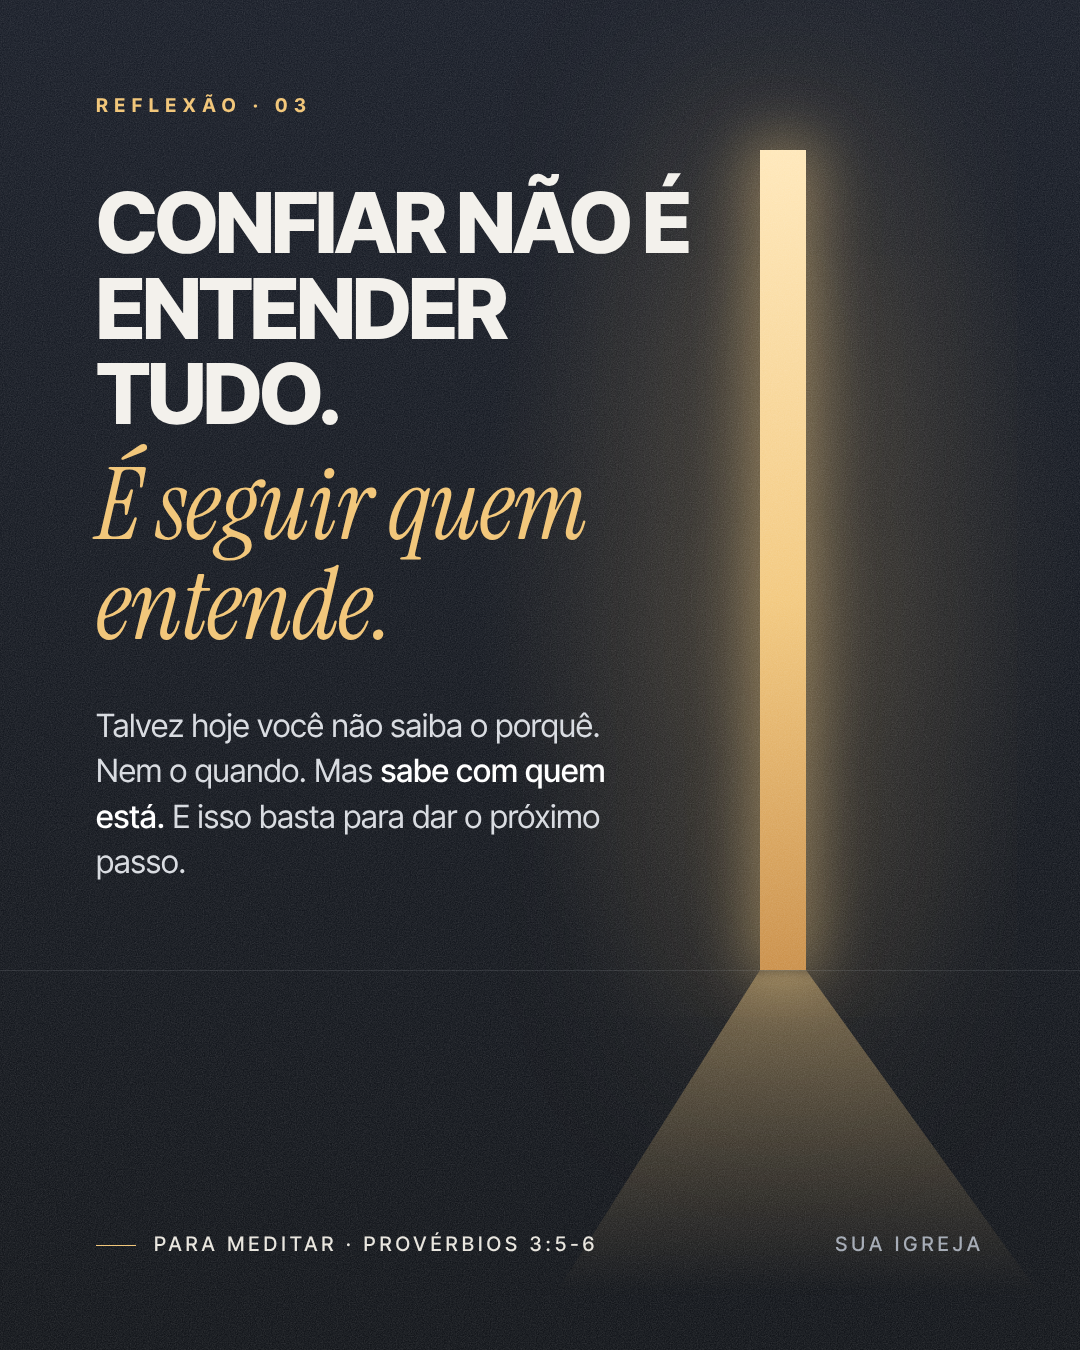 REFLEXÃO · 03
CONFIAR NÃO É
ENTENDER
TUDO.
É seguir quem
entende.
Talvez hoje você não saiba o porquê.
Nem o quando. Mas sabe com quem
está. E isso basta para dar o próximo
passo.
PARA MEDITAR · PROVÉRBIOS 3:5-6
SUA IGREJA